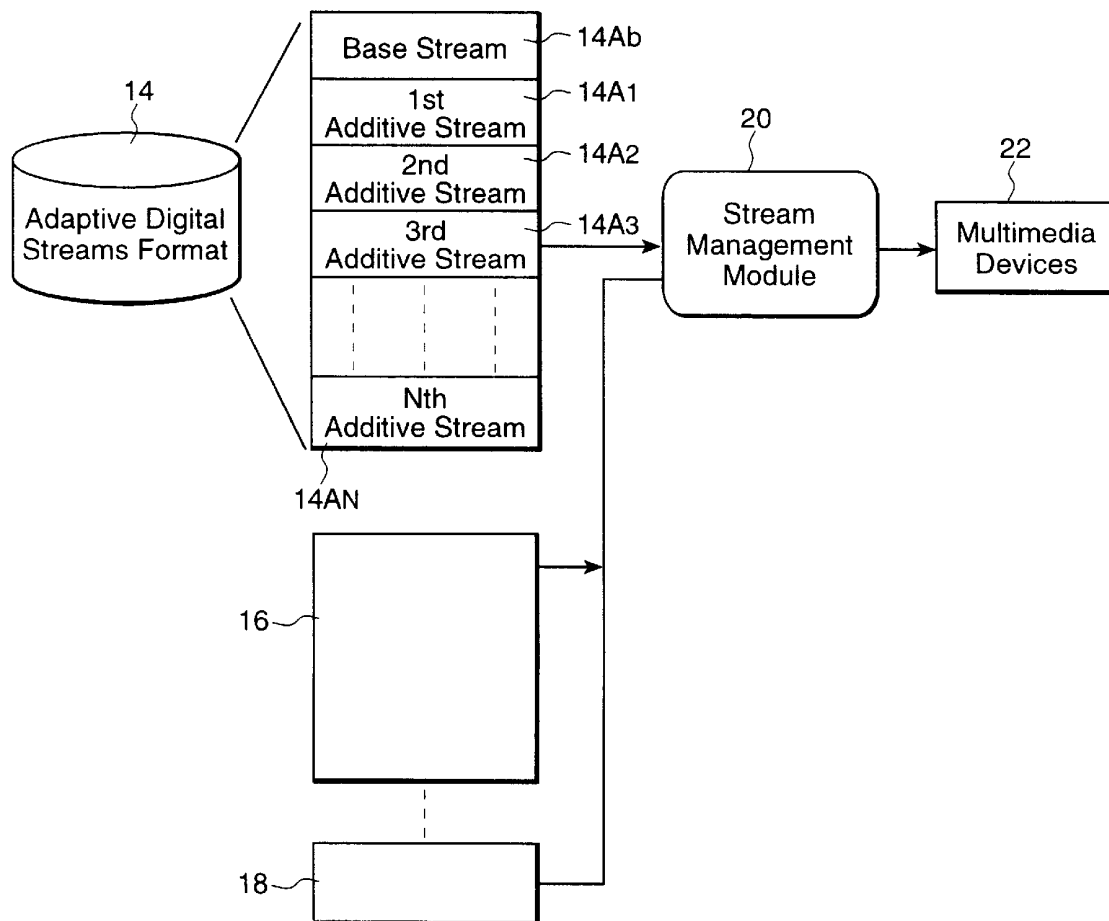 Base Stream
14Ab
14
1st
Additive Stream
14A1
2nd
Additive Stream
14A2
3rd
Additive Stream
14A3
Adaptive Digital
Streams Format
20
Stream
Management
Module
22
Multimedia
Devices
Nth
Additive Stream
14AN
16
18